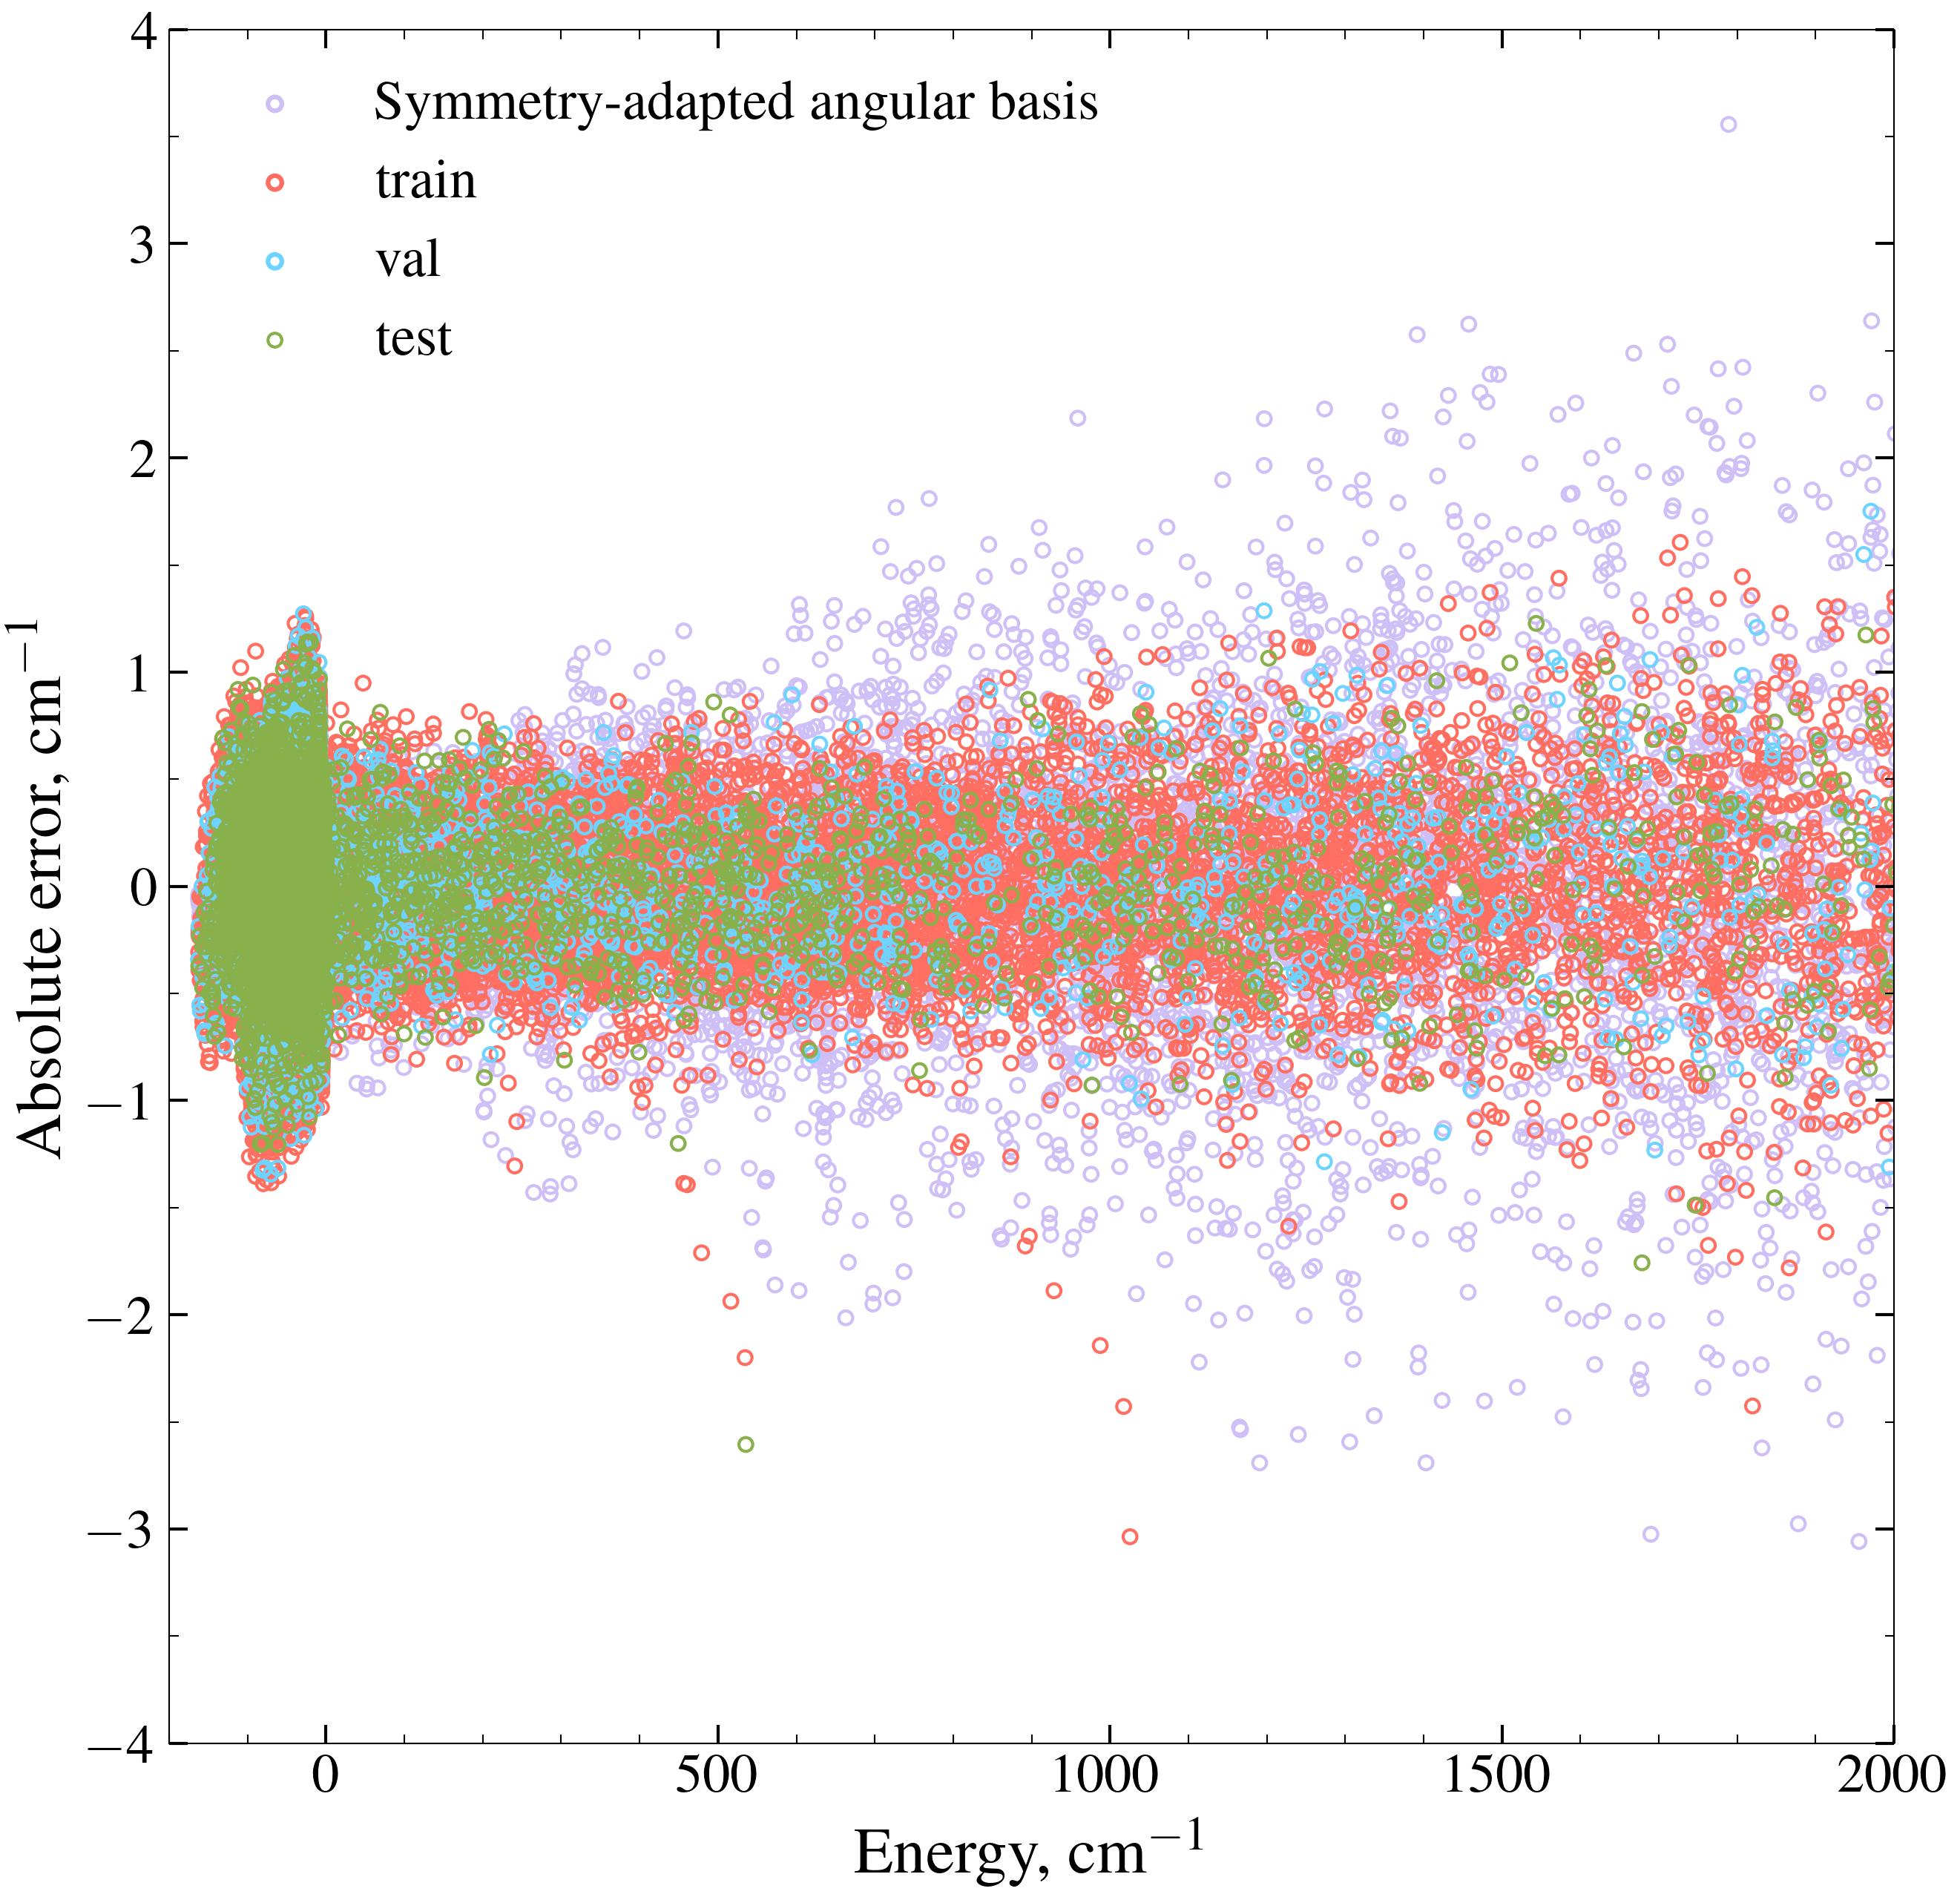 4
3
2
1
0
−1
−2
−3
−4
Absolute error, cm⁻¹
Symmetry-adapted angular basis
train
val
test
0 500 1000 1500 2000
Energy, cm⁻¹